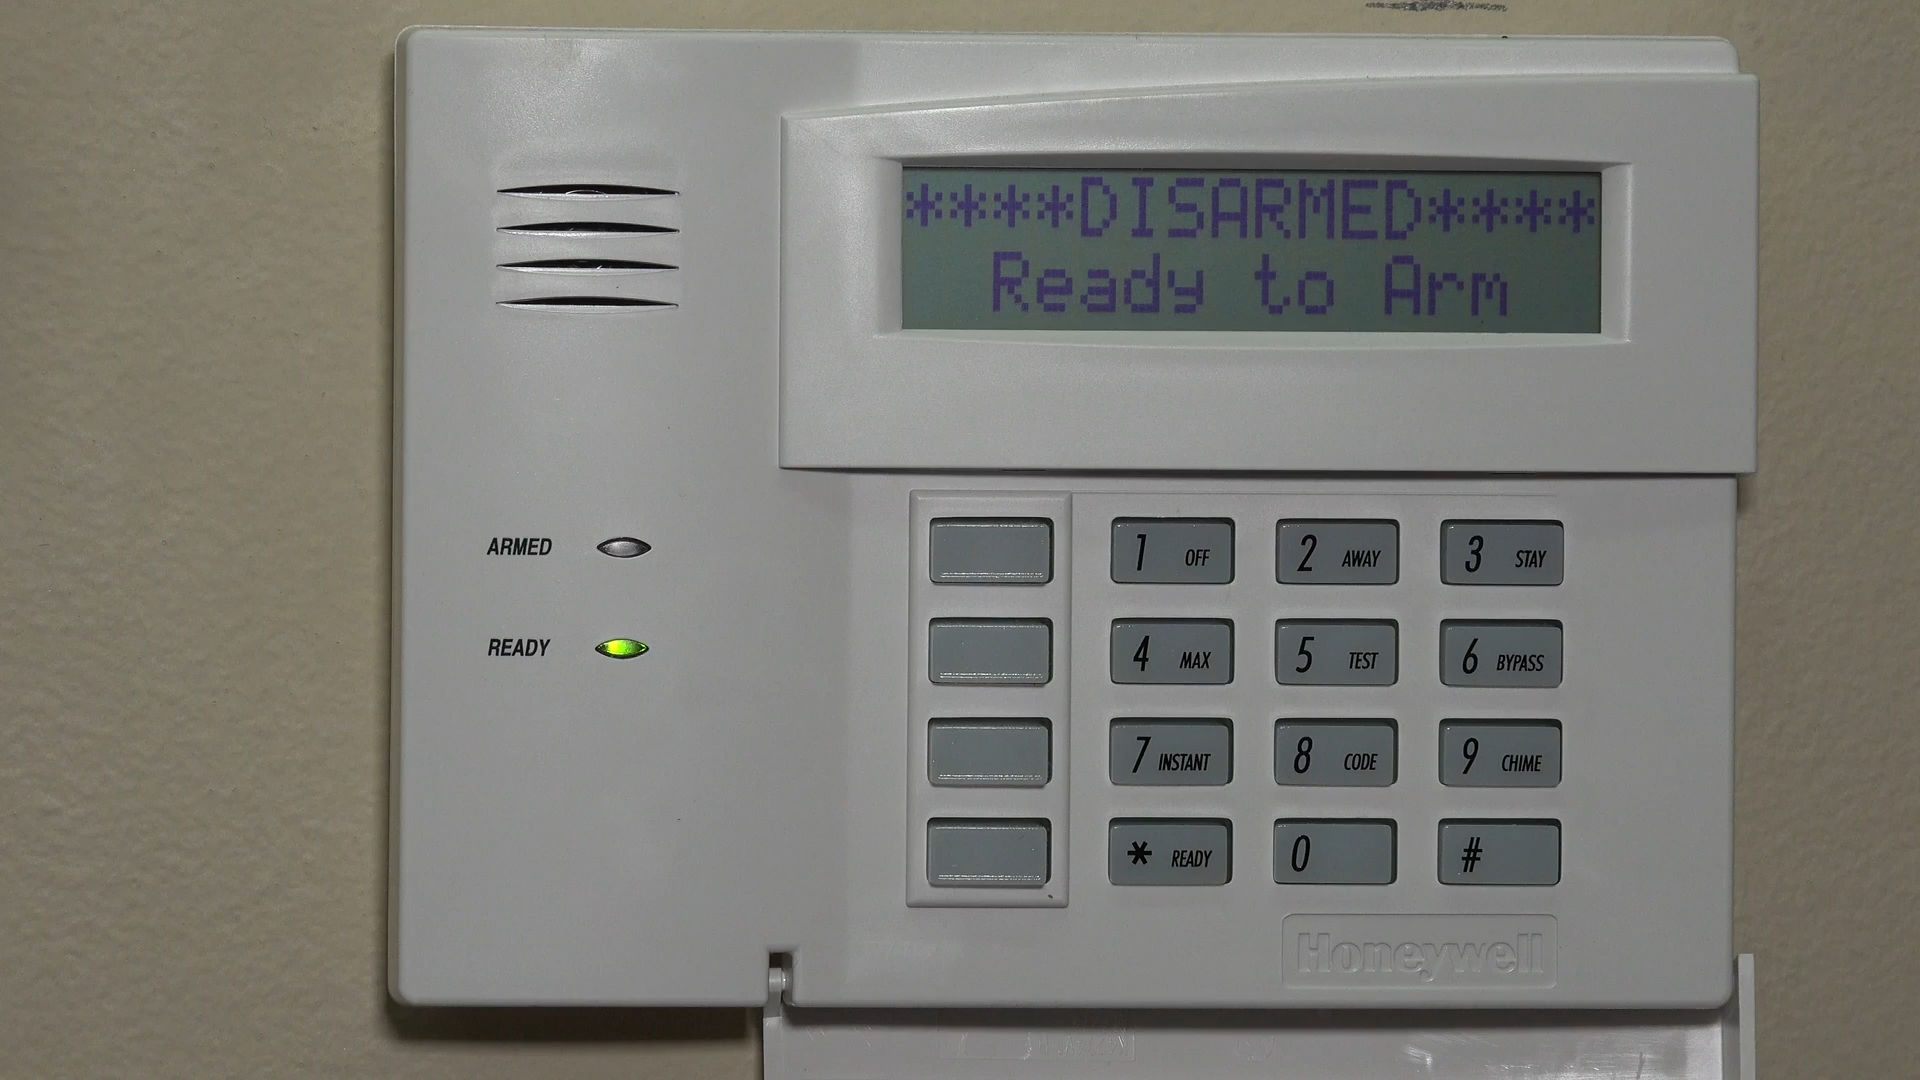 ****DISARMED****
Ready to Arm
ARMED
READY
1 OFF
2 AWAY
3 STAY
4 MAX
5 TEST
6 BYPASS
7 INSTANT
8 CODE
9 CHIME
* READY
0
#
Honeywell